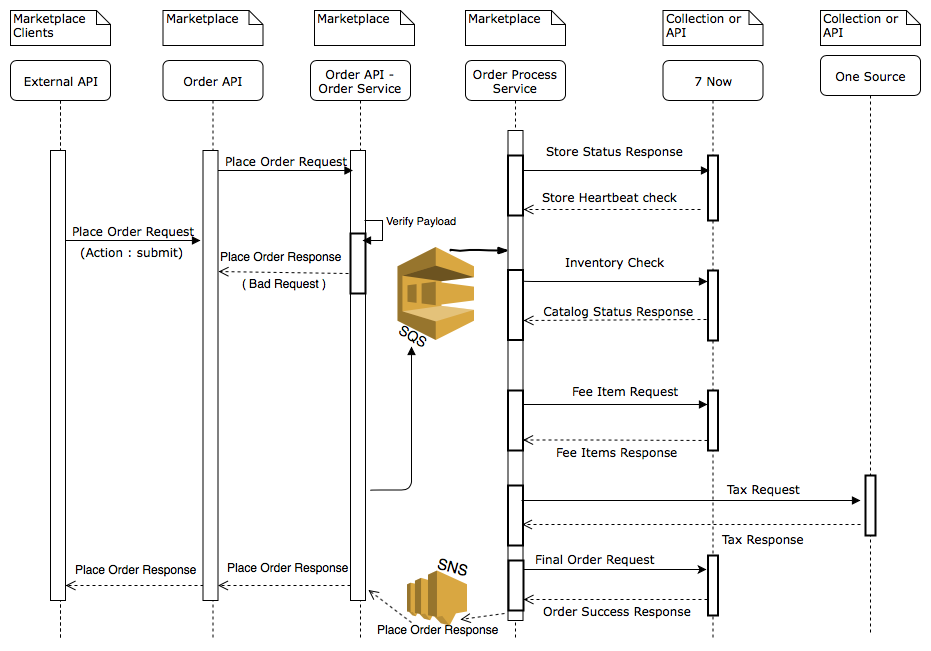 Marketplace
Clients
Marketplace
Marketplace
Marketplace
Collection or
API
Collection or
API
External API
Order API
Order API -
Order Service
Order Process
Service
7 Now
One Source
Place Order Request
Store Status Response
Store Heartbeat check
Verify Payload
Place Order Request
(Action : submit)
Place Order Response
( Bad Request )
Inventory Check
Catalog Status Response
SQS
Fee Item Request
Fee Items Response
Tax Request
Tax Response
Final Order Request
Order Success Response
SNS
Place Order Response
Place Order Response
Place Order Response